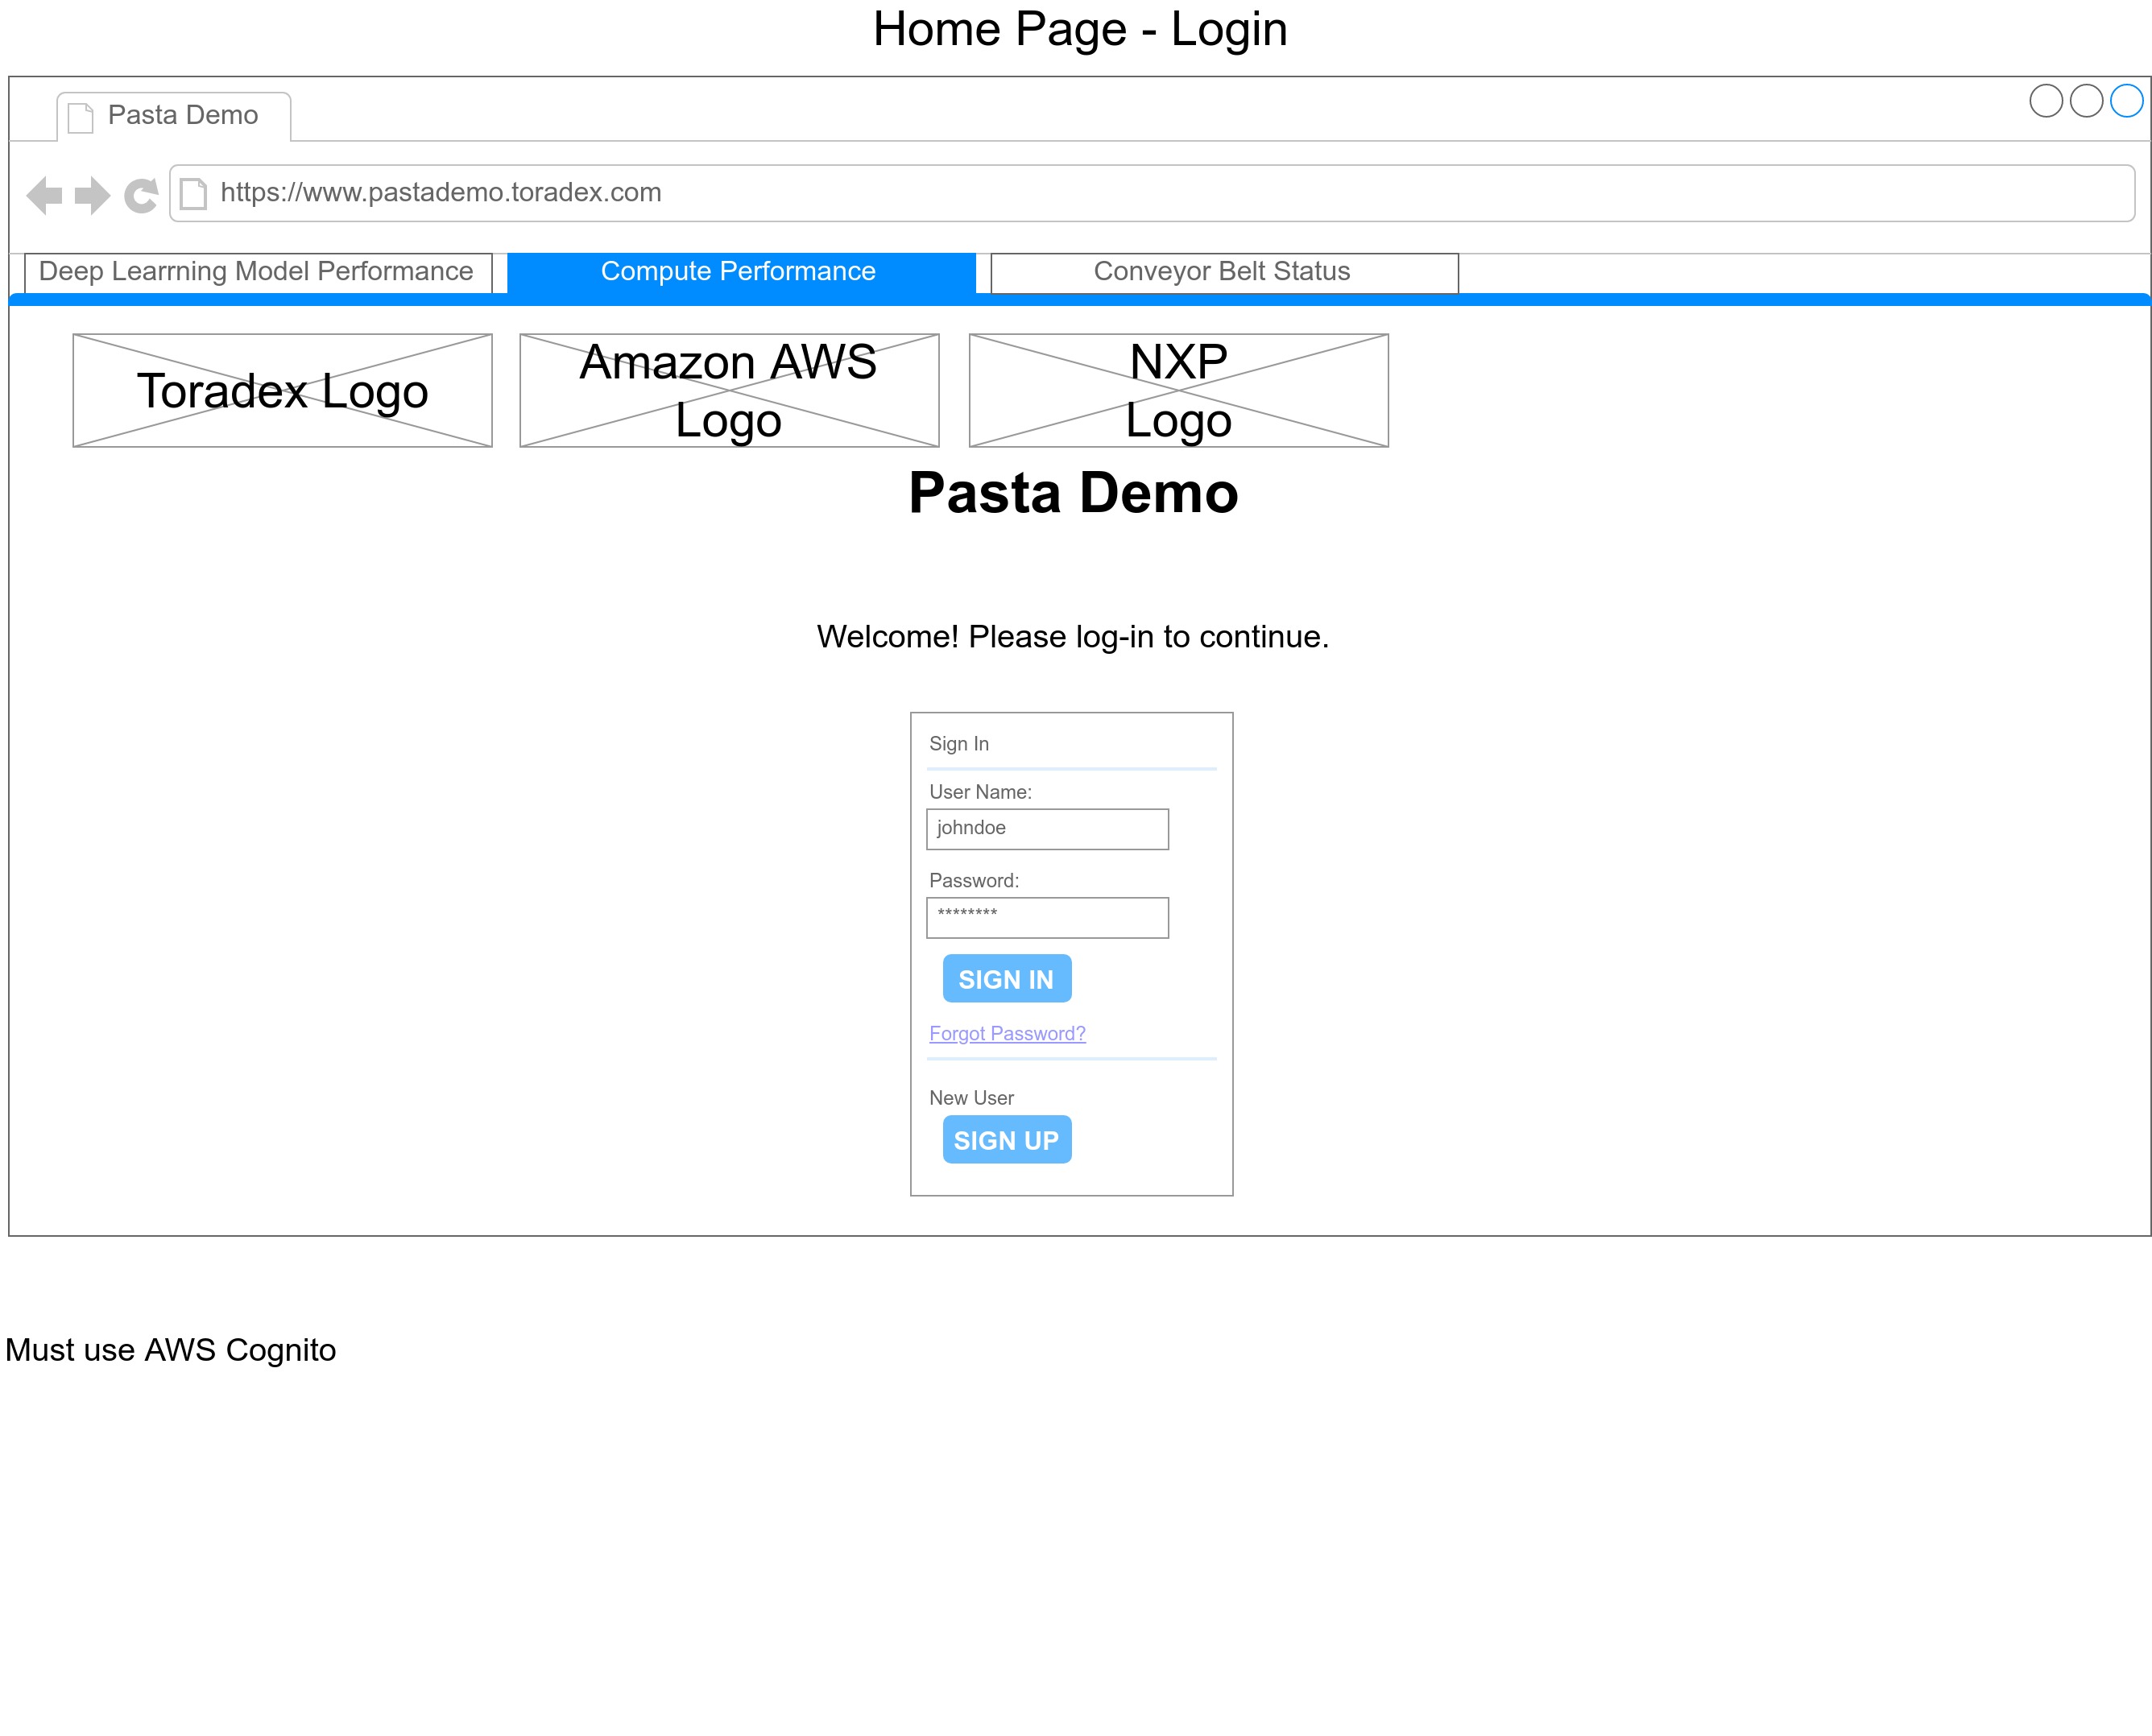 Home Page - Login
Pasta Demo
https://www.pastademo.toradex.com
Deep Learrning Model Performance
Compute Performance
Conveyor Belt Status
Toradex Logo
Amazon AWS
Logo
NXP
Logo
Pasta Demo
Welcome! Please log-in to continue.
Sign In
User Name:
johndoe
Password:
********
SIGN IN
Forgot Password?
New User
SIGN UP
Must use AWS Cognito